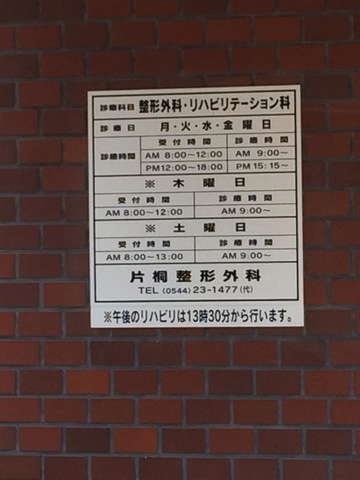 診療科目 整形外科・リハビリテーション科
診療日 月・火・水・金曜日
診療時間 受付時間 診療時間
AM 8:00～12:00 AM 9:00～
PM12:00～18:00 PM 15:15～
※ 木曜日
受付時間 診療時間
AM 8:00～12:00 AM 9:00～
※ 土曜日
受付時間 診療時間
AM 8:00～13:00 AM 9:00～
片桐整形外科
TEL (0544) 23-1477 (代)
※午後のリハビリは13時30分から行います。